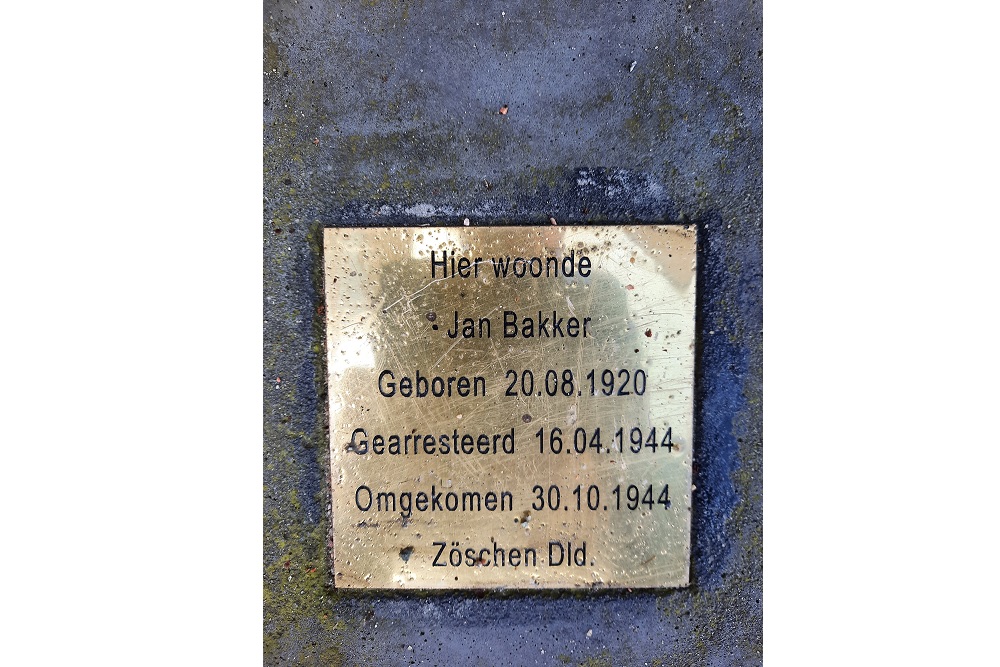 Hier woonde
Jan Bakker
Geboren 20.08.1920
Gearresteerd 16.04.1944
Omgekomen 30.10.1944
Zöschen Dld.